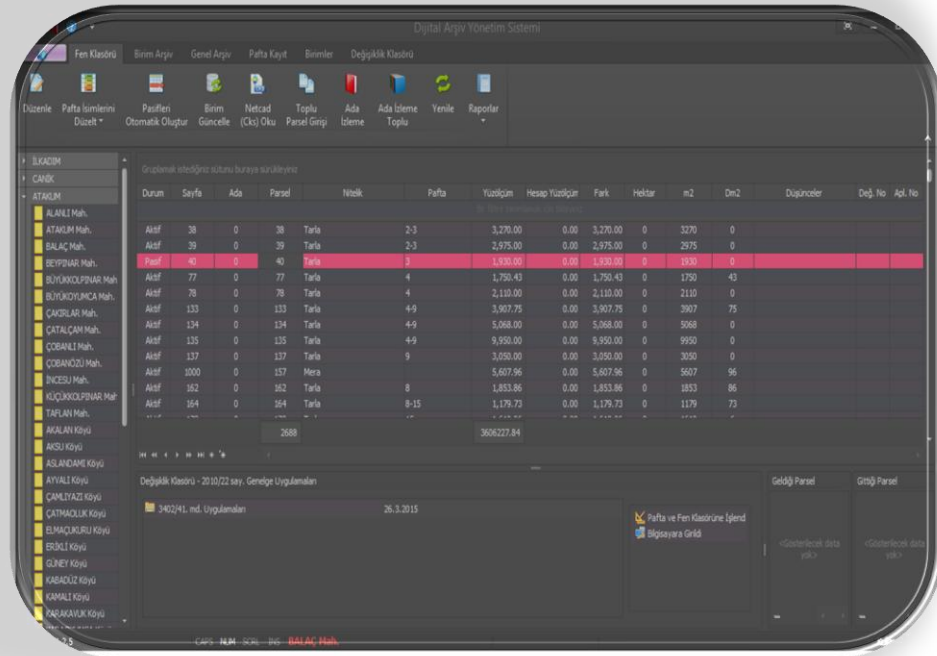 Dijital Arşiv Yönetim Sistemi
Fen Klasörü Birim Arşiv Genel Arşiv Pafta Kayıt Birimler Değişiklik Klasörü
Düzenle Pafta İsimlerini Düzelt Pasifleri Otomatik Oluştur Birim Güncelle Netcad (Cks) Oku Toplu Parsel Girişi Ada İzleme Ada İzleme Toplu Yenile Raporlar
İLKADIM
CANİK
ATAKUM
ALANLI Mah.
ATAKUM Mah.
BALAÇ Mah.
BEYPINAR Mah.
BÜYÜKKOLPINAR Mah
BÜYÜKOYUMCA Mah.
ÇAKIRLAR Mah.
ÇATALÇAM Mah.
ÇOBANLI Mah.
ÇOBANÖZÜ Mah.
İNCESU Mah.
KÜÇÜKKOLPINAR Mah
TAFLAN Mah.
AKALAN Köyü
AKSU Köyü
ASLANDAMI Köyü
AYVALI Köyü
ÇAMLIYAZI Köyü
ÇATMAOLUK Köyü
ELMAÇUKURU Köyü
ERİKLİ Köyü
GÜNEY Köyü
KABADÜZ Köyü
KAMALI Köyü
KARAKAVUK Köyü
Gruplamak istediğiniz sütunu buraya sürükleyiniz
Durum Sayfa Ada Parsel Nitelik Pafta Yüzölçüm Hesap Yüzölçüm Fark Hektar m2 Dm2 Düşünceler Değ. No Apl. No
Aktif 38 0 38 Tarla 2-3 3,270.00 0.00 3,270.00 0 3270 0
Aktif 39 0 39 Tarla 2-3 2,975.00 0.00 2,975.00 0 2975 0
Pasif 40 0 40 Tarla 3 1,930.00 0.00 1,930.00 0 1930 0
Aktif 77 0 77 Tarla 4 1,750.43 0.00 1,750.43 0 1750 43
Aktif 78 0 78 Tarla 4 2,110.00 0.00 2,110.00 0 2110 0
Aktif 133 0 133 Tarla 4-9 3,907.75 0.00 3,907.75 0 3907 75
Aktif 134 0 134 Tarla 4-9 5,068.00 0.00 5,068.00 0 5068 0
Aktif 135 0 135 Tarla 4-9 9,950.00 0.00 9,950.00 0 9950 0
Aktif 137 0 137 Tarla 9 3,050.00 0.00 3,050.00 0 3050 0
Aktif 1000 0 157 Mera 5,607.96 0.00 5,607.96 0 5607 96
Aktif 162 0 162 Tarla 8 1,853.86 0.00 1,853.86 0 1853 86
Aktif 164 0 164 Tarla 8-15 1,179.73 0.00 1,179.73 0 1179 73
2688 3606227.84
Değişiklik Klasörü - 2010/22 say. Genelge Uygulamaları
3402/41. md. Uygulamaları 26.3.2015
Pafta ve Fen Klasörüne İşlend
Bilgisayara Girildi
Geldiği Parsel
<Gösterilecek data yok>
Gittiği Parsel
<Gösterilecek data yok>
2.5 CAPS NUM SCRL INS BALAÇ Mah.